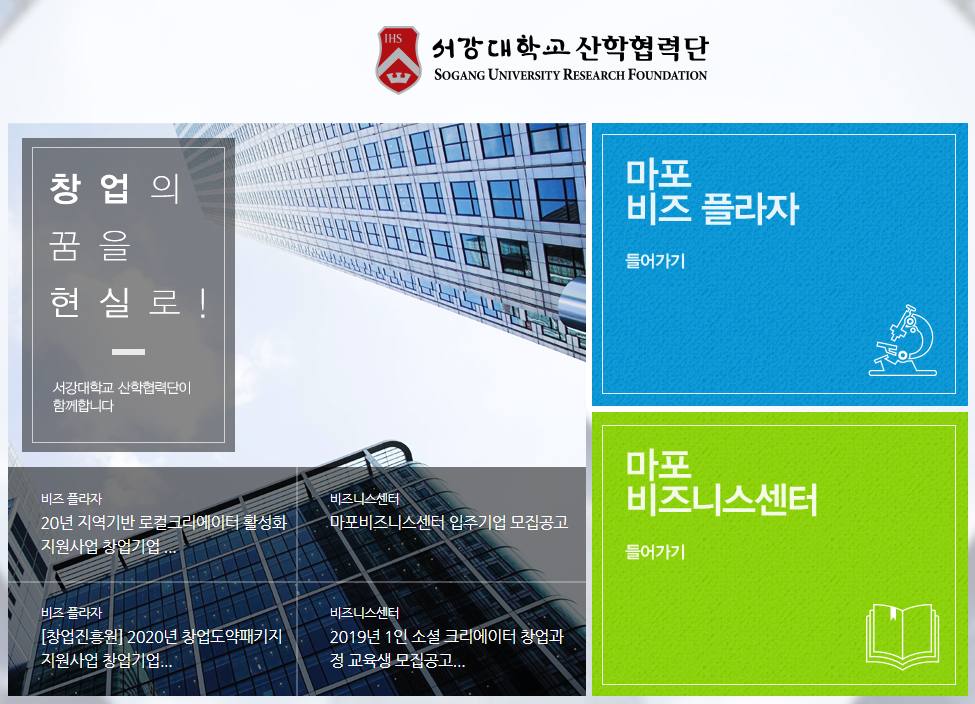 IHS
서강대학교 산학협력단
SOGANG UNIVERSITY RESEARCH FOUNDATION
창 업 의
꿈 을
현 실 로 !
서강대학교 산학협력단이
함께합니다
비즈 플라자
20년 지역기반 로컬크리에이터 활성화
지원사업 창업기업 ...
비즈니스센터
마포비즈니스센터 입주기업 모집공고
비즈 플라자
[창업진흥원] 2020년 창업도약패키지
지원사업 창업기업...
비즈니스센터
2019년 1인 소셜 크리에이터 창업과
정 교육생 모집공고...
마포
비즈 플라자
들어가기
마포
비즈니스센터
들어가기